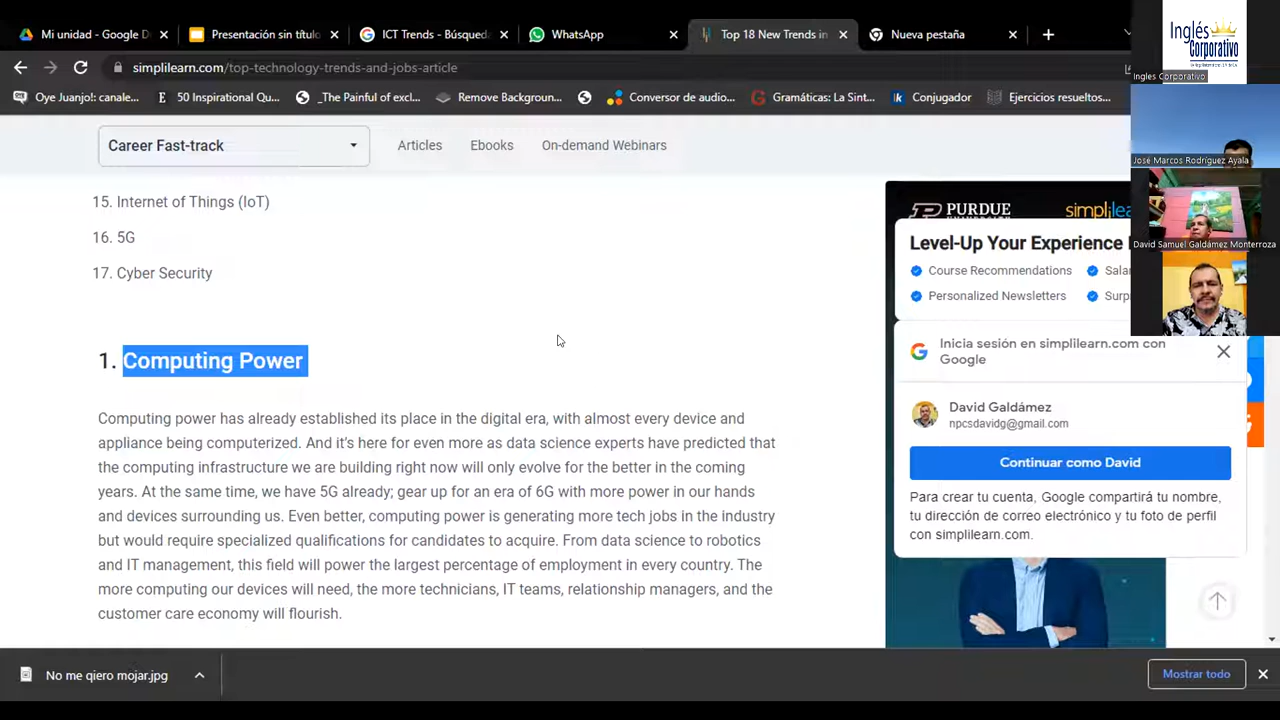 Mi unidad - Google D
Presentación sin título
ICT Trends - Búsqued
WhatsApp
Top 18 New Trends in
Nueva pestaña
simplilearn.com/top-technology-trends-and-jobs-article
Oye Juanjo!: canale...
50 Inspirational Qu...
_The Painful of excl...
Remove Backgroun...
Conversor de audio...
Gramáticas: La Sint...
Conjugador
Ejercicios resueltos...
Inglés
Corporativo
Ingles Corporativo
José Marcos Rodríguez Ayala
David Samuel Galdámez Monterroza
Career Fast-track
Articles
Ebooks
On-demand Webinars
15. Internet of Things (IoT)
16. 5G
17. Cyber Security
1. Computing Power
Computing power has already established its place in the digital era, with almost every device and
appliance being computerized. And it's here for even more as data science experts have predicted that
the computing infrastructure we are building right now will only evolve for the better in the coming
years. At the same time, we have 5G already; gear up for an era of 6G with more power in our hands
and devices surrounding us. Even better, computing power is generating more tech jobs in the industry
but would require specialized qualifications for candidates to acquire. From data science to robotics
and IT management, this field will power the largest percentage of employment in every country. The
more computing our devices will need, the more technicians, IT teams, relationship managers, and the
customer care economy will flourish.
PURDUE
simplilea
Level-Up Your Experience
Course Recommendations
Salar
Personalized Newsletters
Surp
Inicia sesión en simplilearn.com con
Google
David Galdámez
npcsdavidg@gmail.com
Continuar como David
Para crear tu cuenta, Google compartirá tu nombre,
tu dirección de correo electrónico y tu foto de perfil
con simplilearn.com.
No me qiero mojar.jpg
Mostrar todo